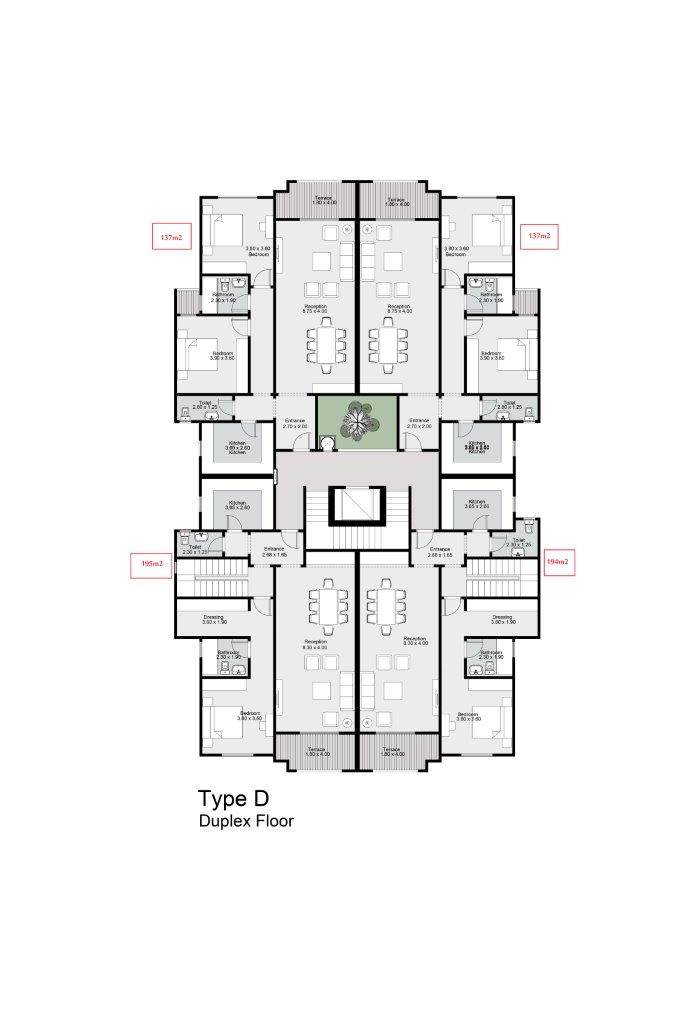 Terrace
1.80 x 4.00
Terrace
1.80 x 4.00
137m2
137m2
3.80 x 3.60
Bedroom
3.80 x 3.60
Bedroom
Bathroom
2.30 x 1.90
Reception
8.75 x 4.00
Reception
8.75 x 4.00
Bathroom
2.30 x 1.90
Bedroom
3.90 x 3.60
Bedroom
3.90 x 3.60
Toilet
2.60 x 1.25
Toilet
2.60 x 1.25
Entrance
2.70 x 2.00
Entrance
2.70 x 2.00
Kitchen
3.65 x 2.60
Kitchen
Kitchen
3.65 x 2.60
Kitchen
Kitchen
3.65 x 2.60
Kitchen
3.65 x 2.60
Toilet
2.30 x 1.25
Entrance
2.68 x 1.65
Entrance
2.68 x 1.65
Toilet
2.30 x 1.25
195m2
194m2
Dressing
3.60 x 1.90
Dressing
3.60 x 1.90
Reception
8.30 x 4.00
Reception
8.30 x 4.00
Bathroom
2.30 x 1.90
Bathroom
2.30 x 1.90
Bedroom
3.80 x 3.60
Bedroom
3.80 x 3.60
Terrace
1.80 x 4.00
Terrace
1.80 x 4.00
Type D
Duplex Floor